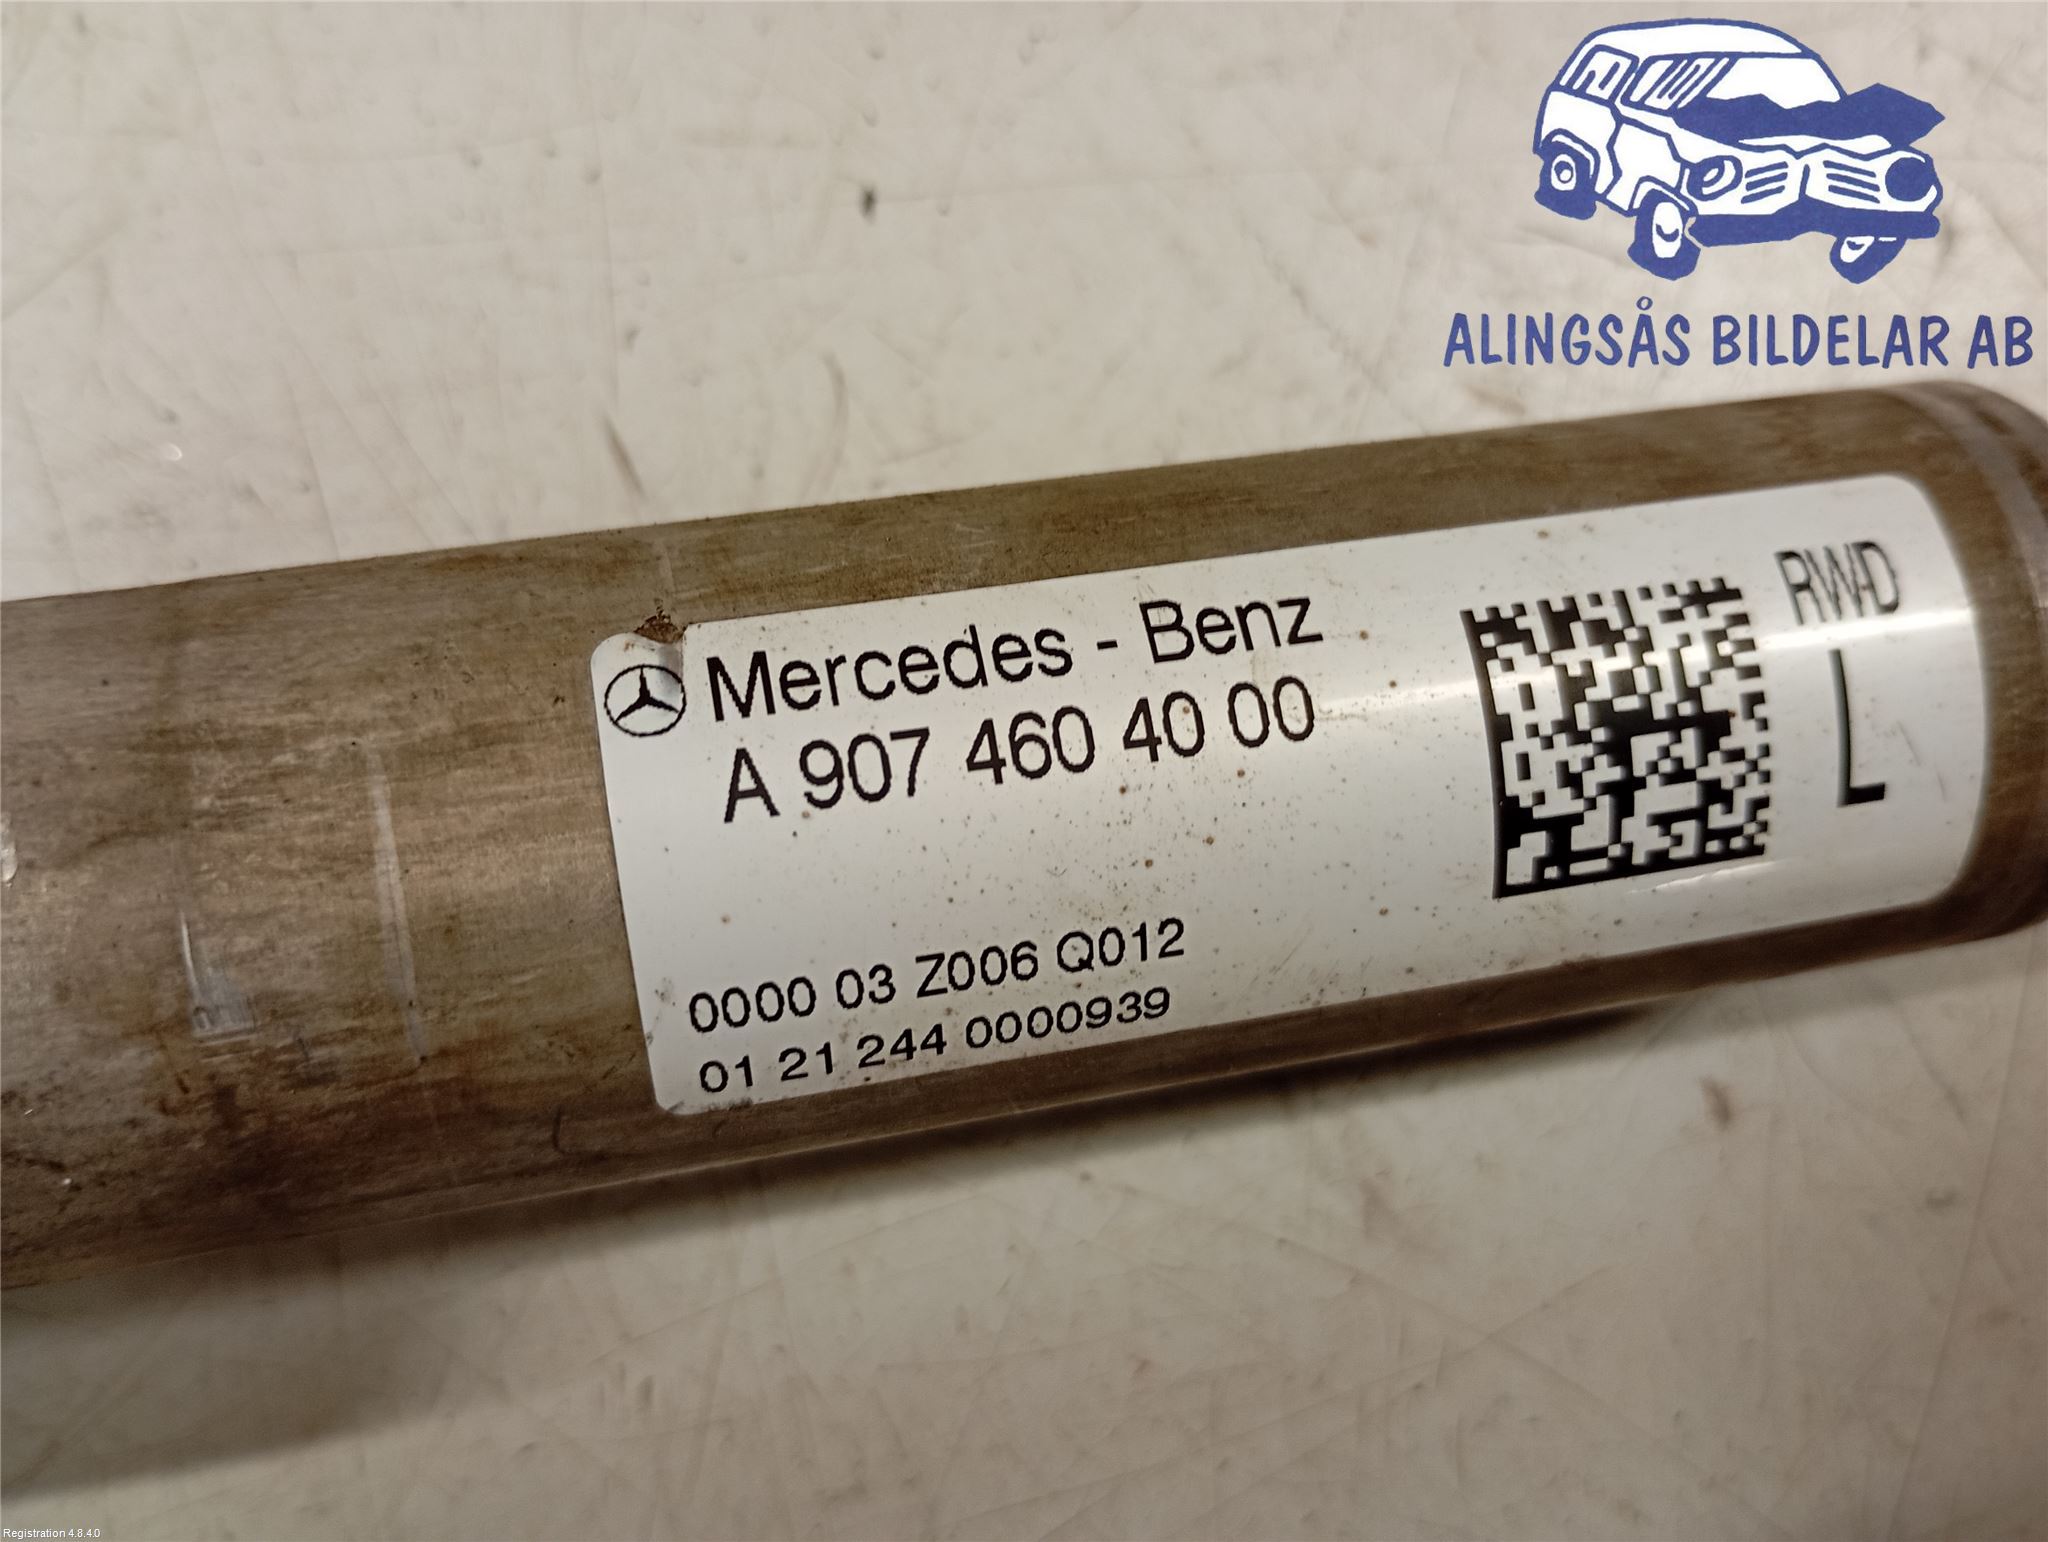 ALINGSÅS BILDELAR AB
Mercedes - Benz
A 907 460 40 00
RWD
L
0000 03 Z006 Q012
01 21 244 0000939
Registration 4.8.4.0